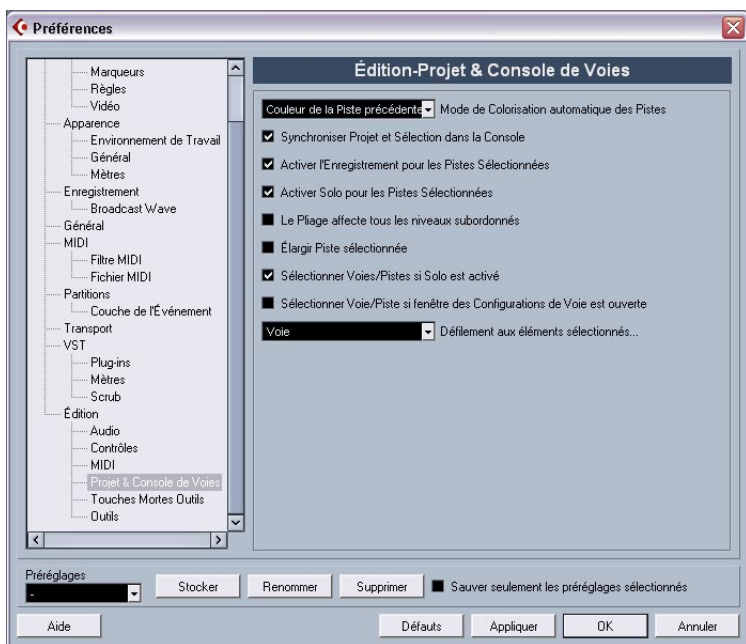 Préférences
Marqueurs
Règles
Vidéo
Apparence
Environnement de Travail
Général
Mètres
Enregistrement
Broadcast Wave
Général
MIDI
Filtre MIDI
Fichier MIDI
Partitions
Couche de l'Événement
Transport
VST
Plug-ins
Mètres
Scrub
Édition
Audio
Contrôles
MIDI
Projet & Console de Voies
Touches Mortes Outils
Outils
Édition-Projet & Console de Voies
Couleur de la Piste précédente Mode de Colorisation automatique des Pistes
Synchroniser Projet et Sélection dans la Console
Activer l'Enregistrement pour les Pistes Sélectionnées
Activer Solo pour les Pistes Sélectionnées
Le Pliage affecte tous les niveaux subordonnés
Élargir Piste sélectionnée
Sélectionner Voies/Pistes si Solo est activé
Sélectionner Voie/Piste si fenêtre des Configurations de Voie est ouverte
Voie Défilement aux éléments sélectionnés...
Préréglages
- Stocker Renommer Supprimer Sauver seulement les préréglages sélectionnés
Aide Défauts Appliquer OK Annuler